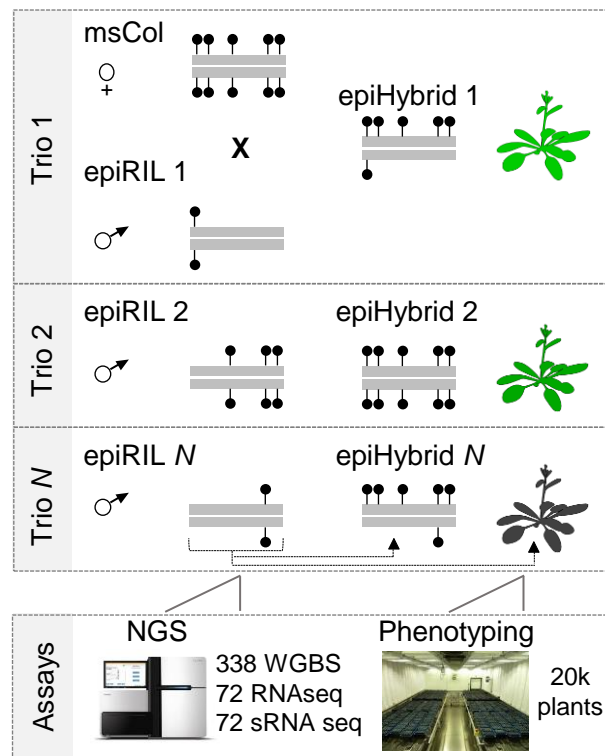 Trio 1
msCol
♀
X
epiHybrid 1
epiRIL 1
Trio 2
epiRIL 2
epiHybrid 2
Trio N
epiRIL N
epiHybrid N
Assays
NGS
338 WGBS
72 RNAseq
72 sRNA seq
Phenotyping
20k
plants